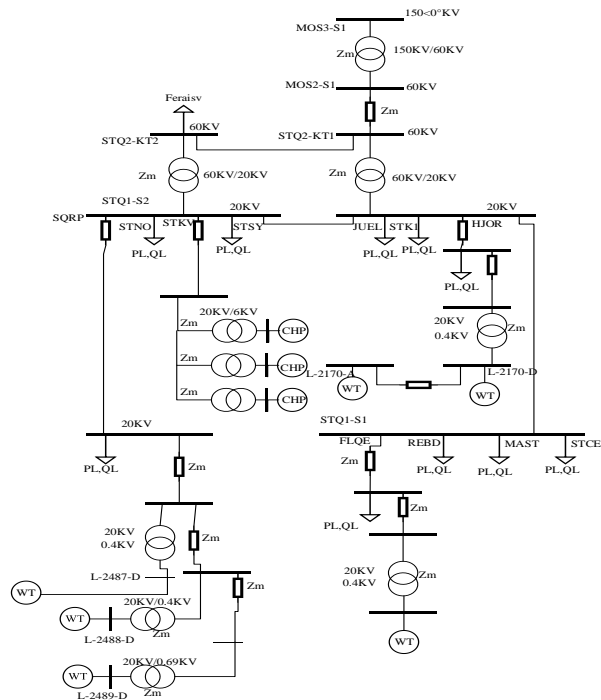 150<0°KV
MOS3-S1
Zm
150KV/60KV
MOS2-S1
60KV
Zm
Feraisv
60KV
STQ2-KT2
STQ2-KT1
60KV
Zm
60KV/20KV
Zm
60KV/20KV
STQ1-S2
20KV
20KV
SQRP
STNO
STKV
STSY
JUEL
STK1
HJOR
PL,QL
PL,QL
PL,QL
PL,QL
PL,QL
20KV/6KV
Zm
CHP
Zm
CHP
Zm
CHP
20KV
0.4KV
Zm
L-2170-A
L-2170-D
WT
WT
20KV
STQ1-S1
FLQE
REBD
MAST
STCE
PL,QL
Zm
Zm
PL,QL
PL,QL
PL,QL
PL,QL
Zm
20KV
0.4KV
Zm
20KV
0.4KV
Zm
L-2487-D
WT
Zm
20KV/0.4KV
WT
Zm
L-2488-D
WT
20KV/0.69KV
WT
Zm
L-2489-D